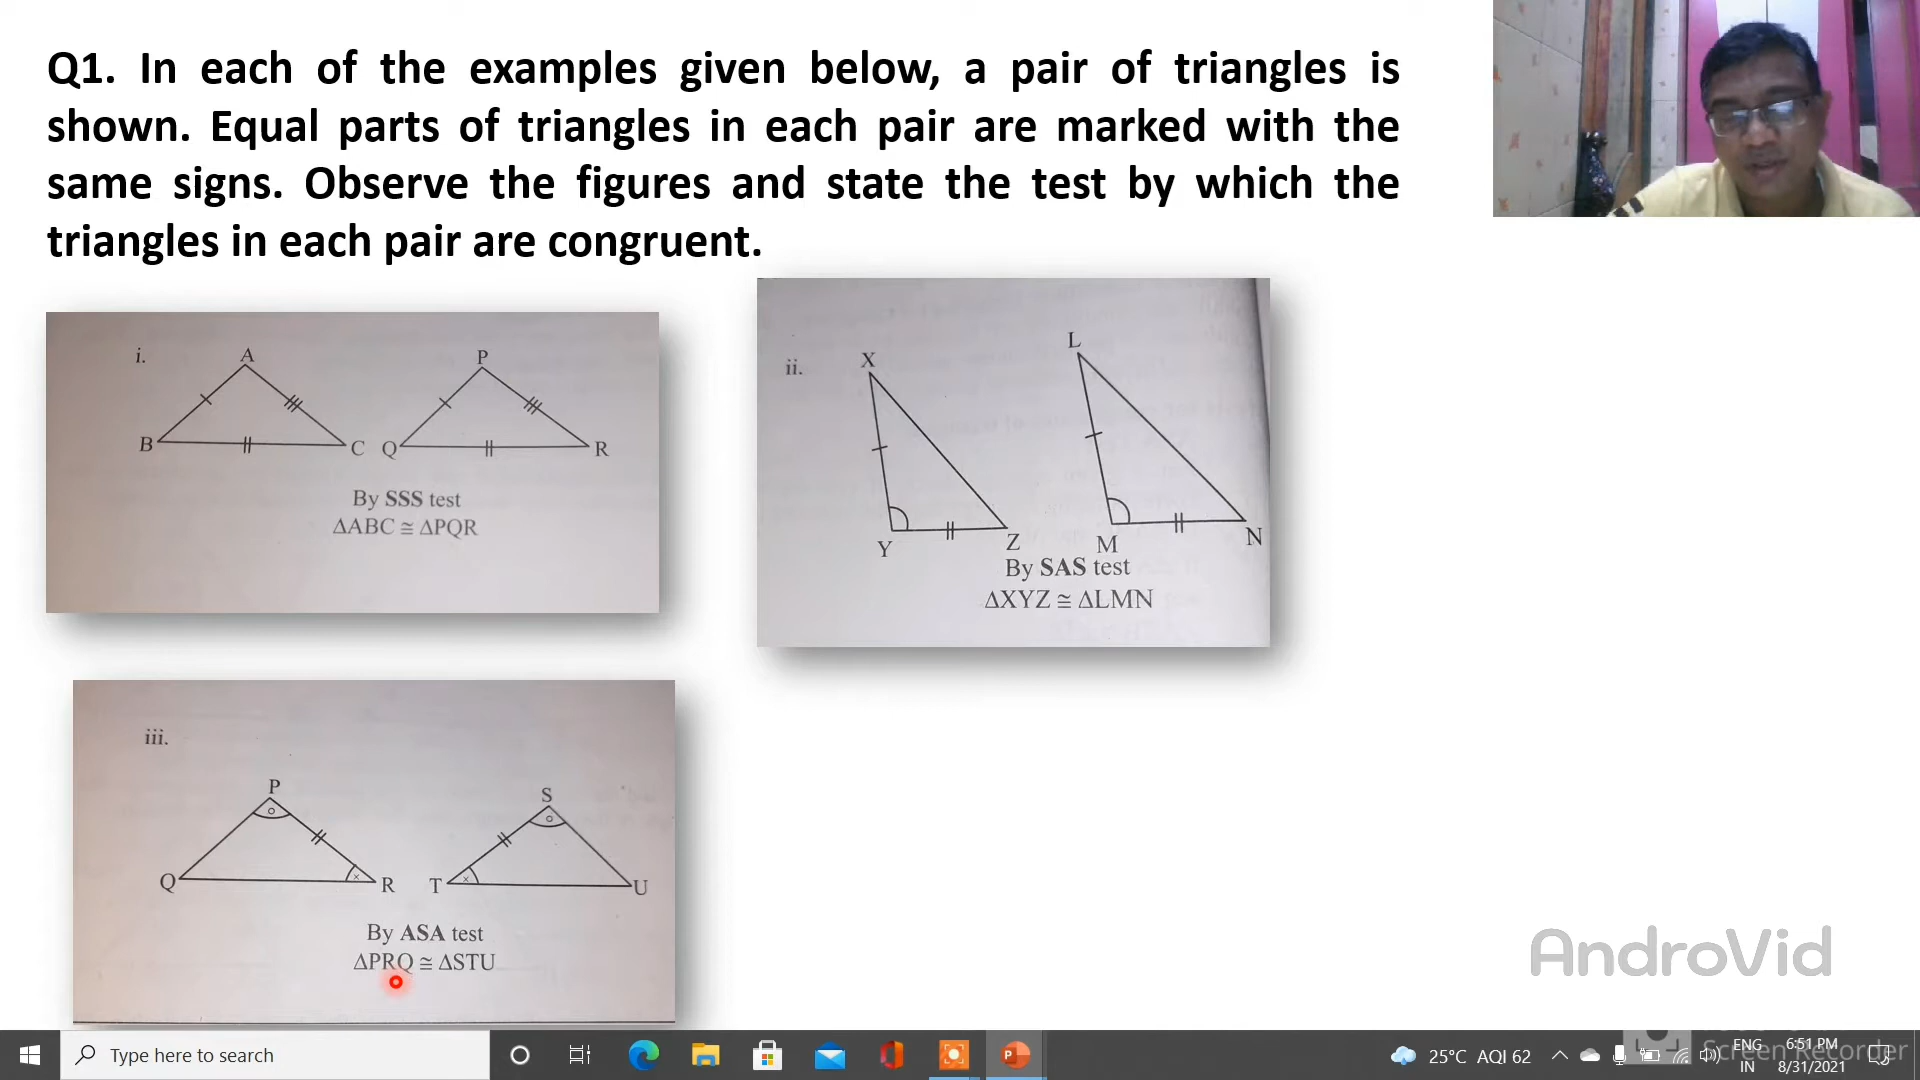 Q1. In each of the examples given below, a pair of triangles is
shown. Equal parts of triangles in each pair are marked with the
same signs. Observe the figures and state the test by which the
triangles in each pair are congruent.
i.
A
P
B
C
Q
R
By SSS test
ΔABC ≅ ΔPQR
ii.
X
L
Y
Z
M
N
By SAS test
ΔXYZ ≅ ΔLMN
iii.
P
S
Q
R
T
U
By ASA test
ΔPRQ ≅ ΔSTU
AndroVid
Screen Recorder
Type here to search
25°C AQI 62
ENG
IN
6:51 PM
8/31/2021